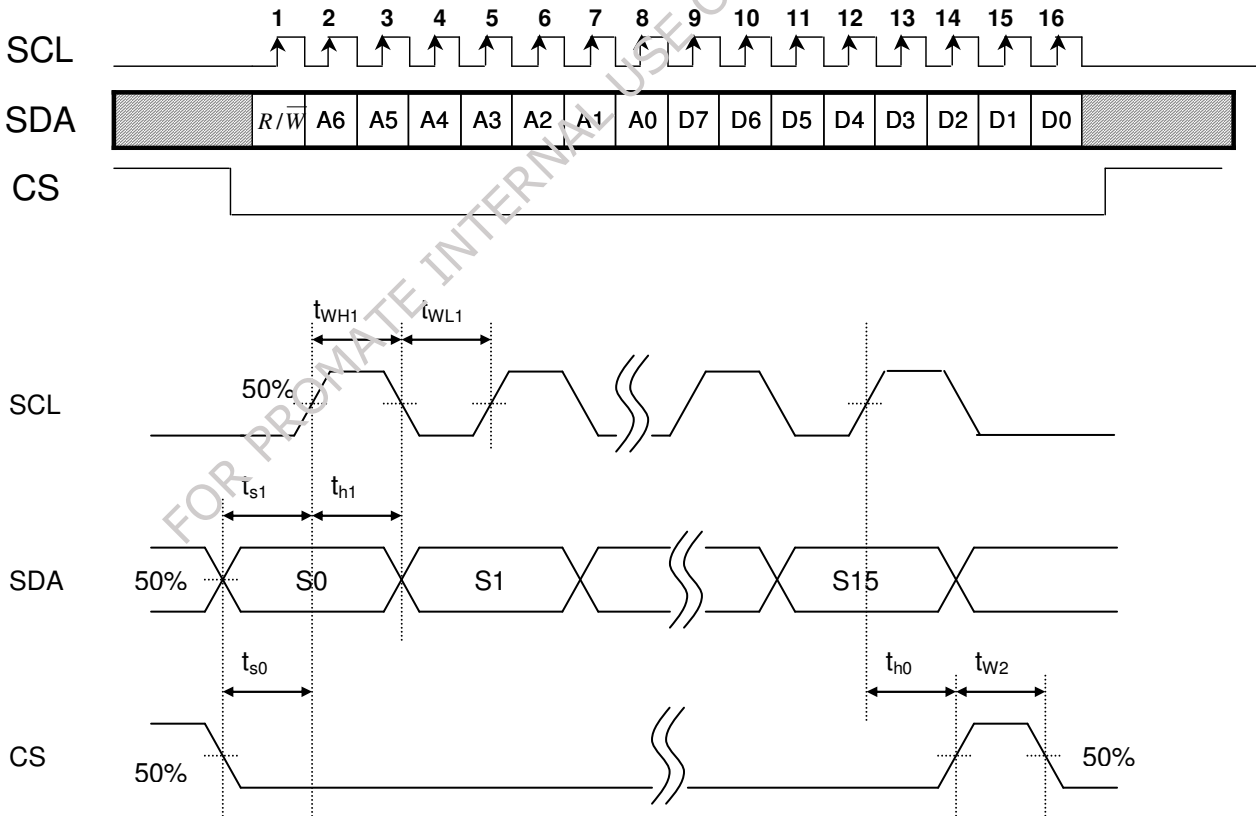 1 2 3 4 5 6 7 8 9 10 11 12 13 14 15 16
SCL
SDA R/W̅ A6 A5 A4 A3 A2 A1 A0 D7 D6 D5 D4 D3 D2 D1 D0
CS
FOR PROMATE INTERNAL USE O
tWH1 tWL1
SCL 50%
ts1 th1
SDA 50% S0 S1 S15
ts0 th0 tW2
CS 50% 50%